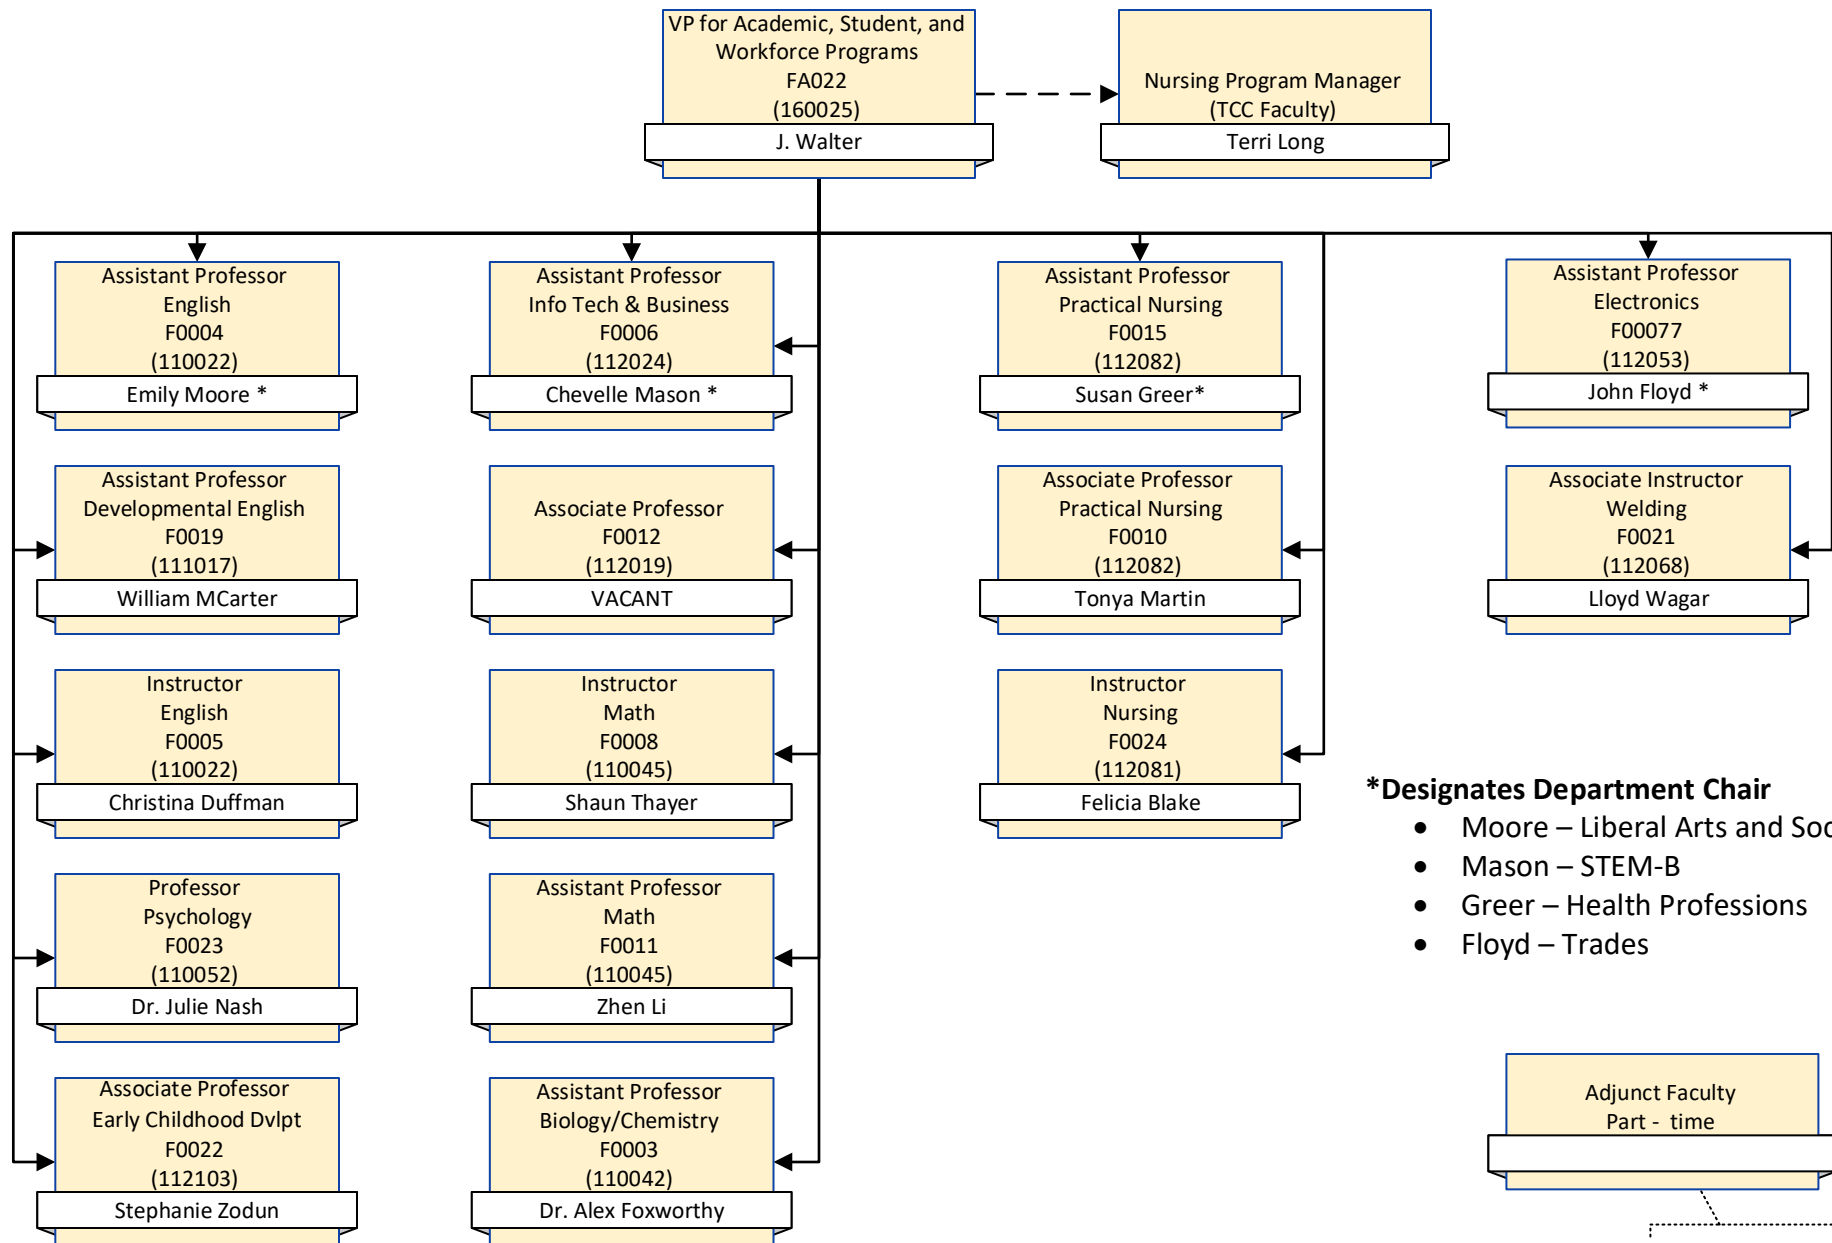 VP for Academic, Student, and
Workforce Programs
FA022
(160025)
J. Walter
Nursing Program Manager
(TCC Faculty)
Terri Long
Assistant Professor
English
F0004
(110022)
Emily Moore *
Assistant Professor
Info Tech & Business
F0006
(112024)
Chevelle Mason *
Assistant Professor
Practical Nursing
F0015
(112082)
Susan Greer*
Assistant Professor
Electronics
F00077
(112053)
John Floyd *
Assistant Professor
Developmental English
F0019
(111017)
William MCarter
Associate Professor
F0012
(112019)
VACANT
Associate Professor
Practical Nursing
F0010
(112082)
Tonya Martin
Associate Instructor
Welding
F0021
(112068)
Lloyd Wagar
Instructor
English
F0005
(110022)
Christina Duffman
Instructor
Math
F0008
(110045)
Shaun Thayer
Instructor
Nursing
F0024
(112081)
Felicia Blake
*Designates Department Chair
• Moore – Liberal Arts and Soc
• Mason – STEM-B
• Greer – Health Professions
• Floyd – Trades
Professor
Psychology
F0023
(110052)
Dr. Julie Nash
Assistant Professor
Math
F0011
(110045)
Zhen Li
Associate Professor
Early Childhood Dvlpt
F0022
(112103)
Stephanie Zodun
Assistant Professor
Biology/Chemistry
F0003
(110042)
Dr. Alex Foxworthy
Adjunct Faculty
Part - time